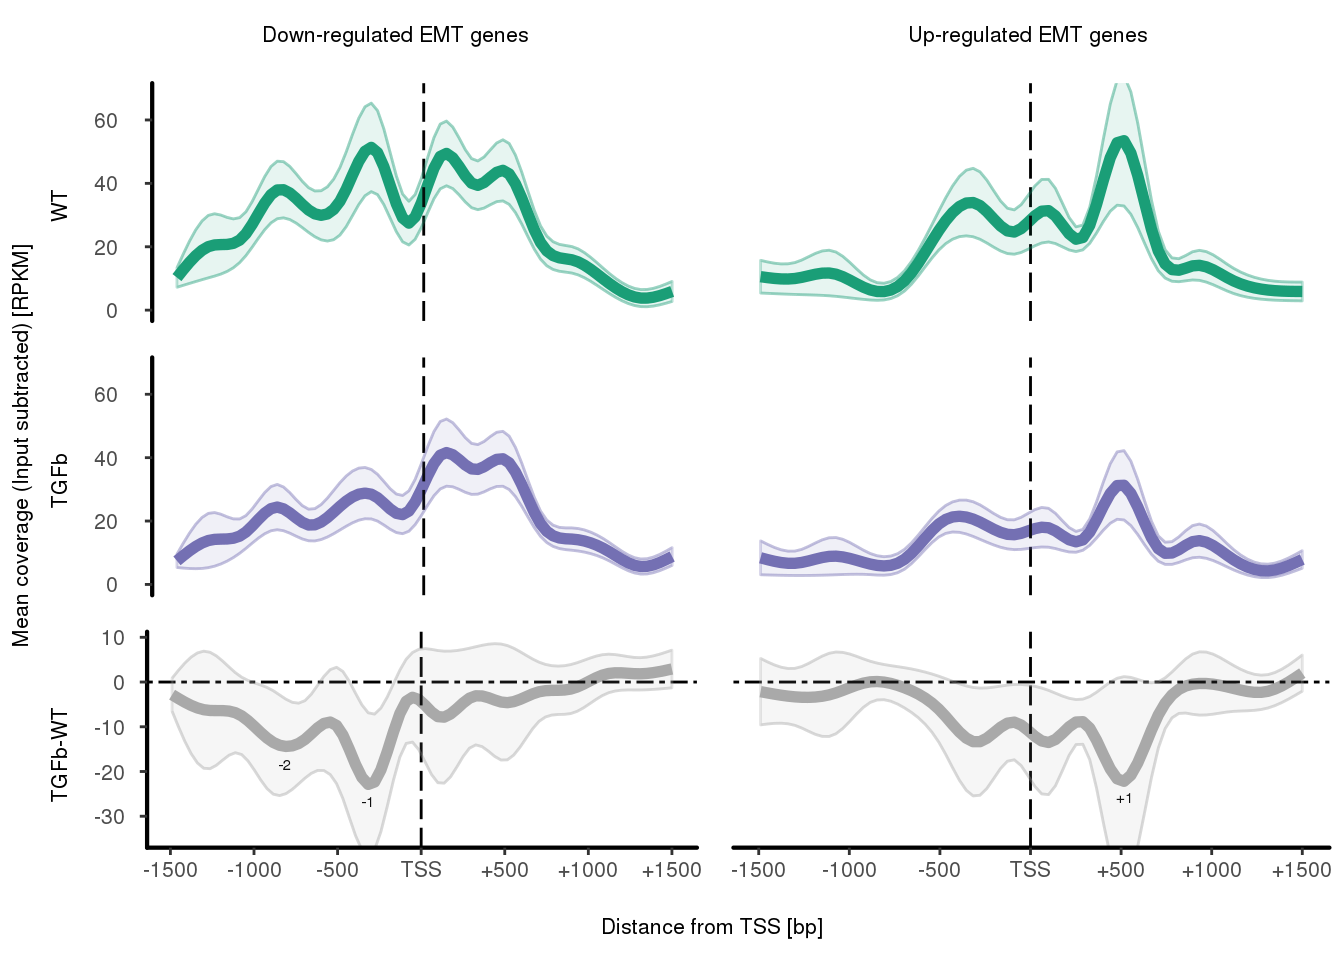 Down-regulated EMT genes
Up-regulated EMT genes
Mean coverage (Input subtracted) [RPKM]
WT
60
40
20
0
TGFb
60
40
20
0
TGFb-WT
10
0
-10
-20
-30
-2
-1
+1
-1500 -1000 -500 TSS +500 +1000 +1500
-1500 -1000 -500 TSS +500 +1000 +1500
Distance from TSS [bp]